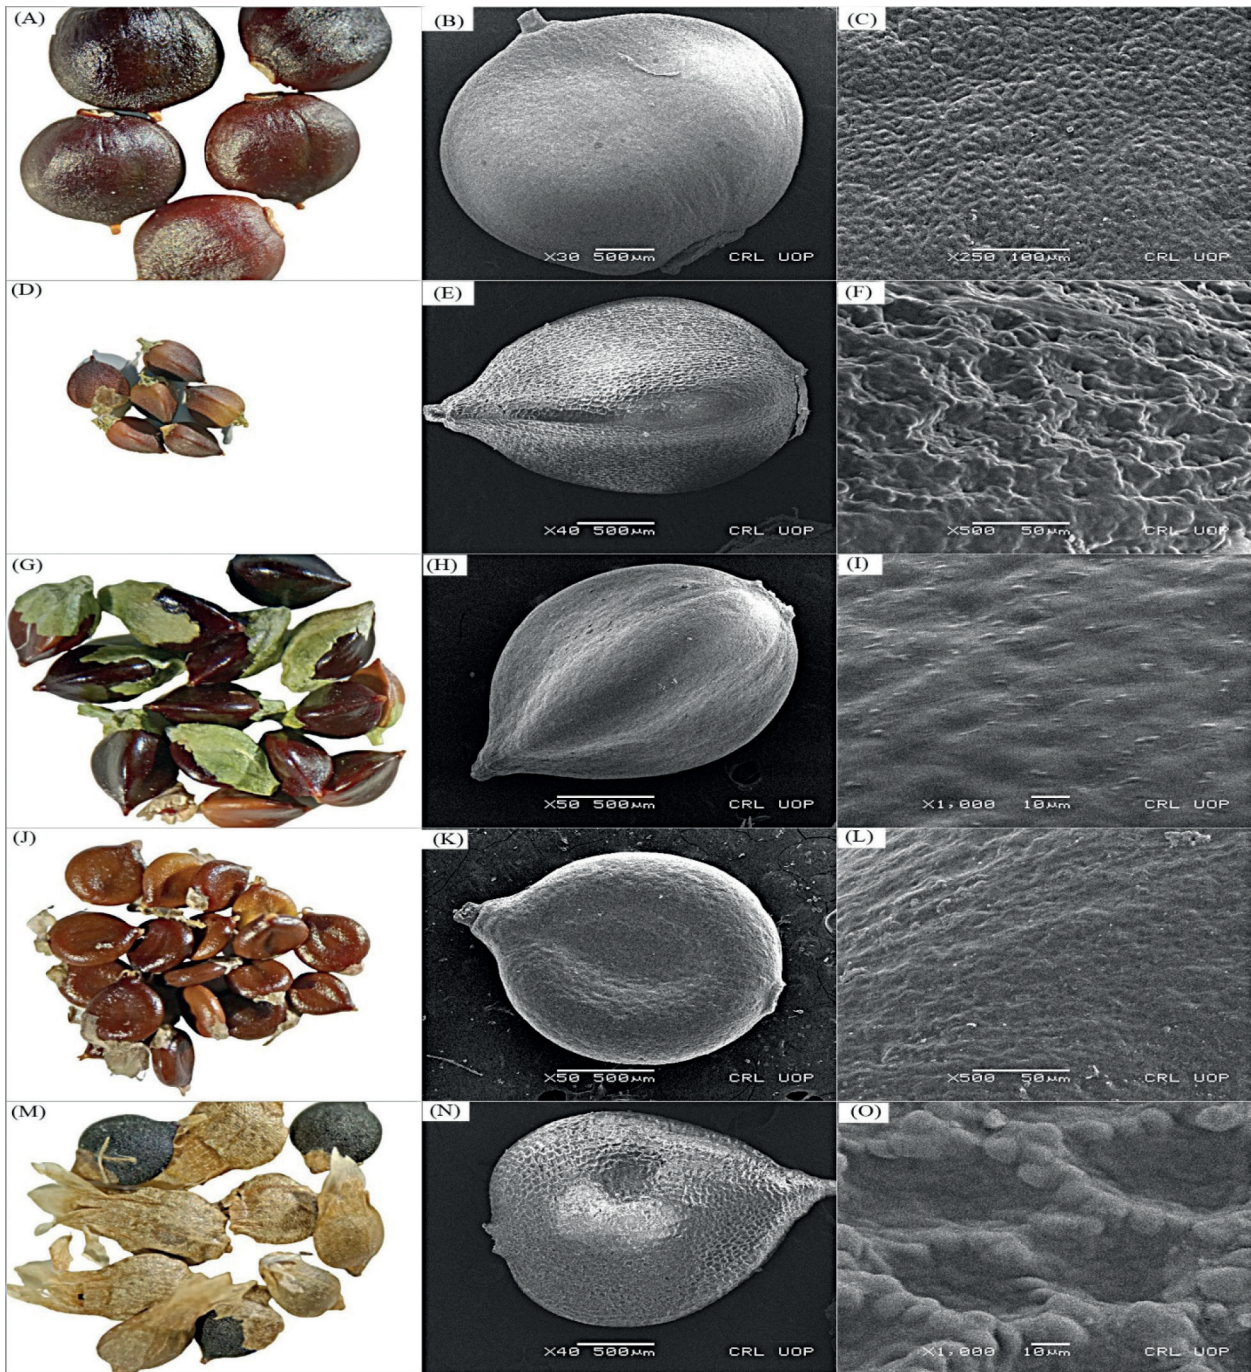 (A)
(B)
X30 500μm CRL UOP
(C)
X250 100μm CRL UOP
(D)
(E)
X40 500μm CRL UOP
(F)
X500 50μm CRL UOP
(G)
(H)
X50 500μm CRL UOP
(I)
X1,000 10μm CRL UOP
(J)
(K)
X50 500μm CRL UOP
(L)
X500 50μm CRL UOP
(M)
(N)
X40 500μm CRL UOP
(O)
X1,000 10μm CRL UOP